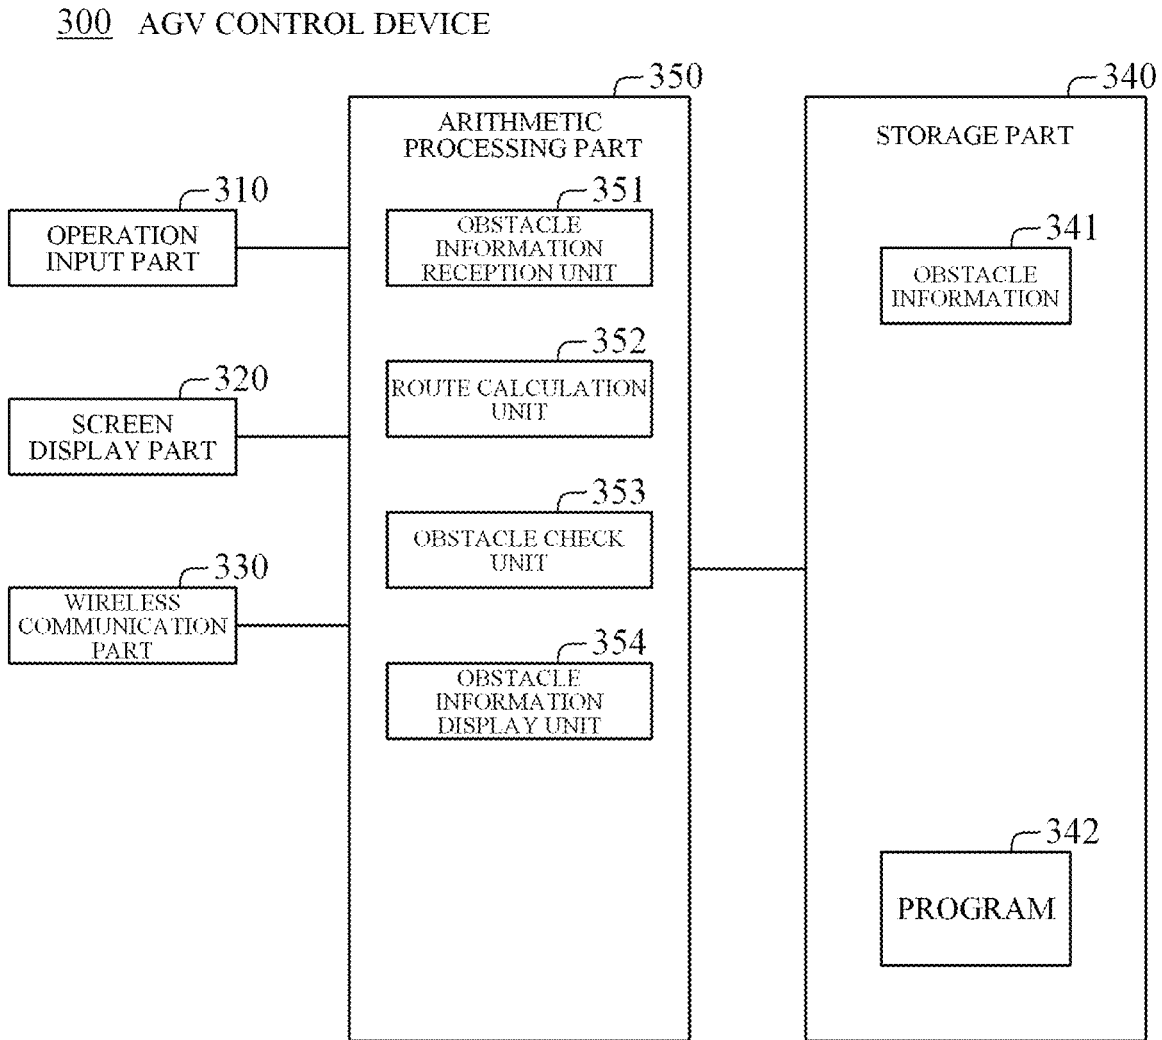 300 AGV CONTROL DEVICE
350
ARITHMETIC
PROCESSING PART
340
STORAGE PART
310
OPERATION
INPUT PART
320
SCREEN
DISPLAY PART
330
WIRELESS
COMMUNICATION
PART
351
OBSTACLE
INFORMATION
RECEPTION UNIT
352
ROUTE CALCULATION
UNIT
353
OBSTACLE CHECK
UNIT
354
OBSTACLE
INFORMATION
DISPLAY UNIT
341
OBSTACLE
INFORMATION
342
PROGRAM